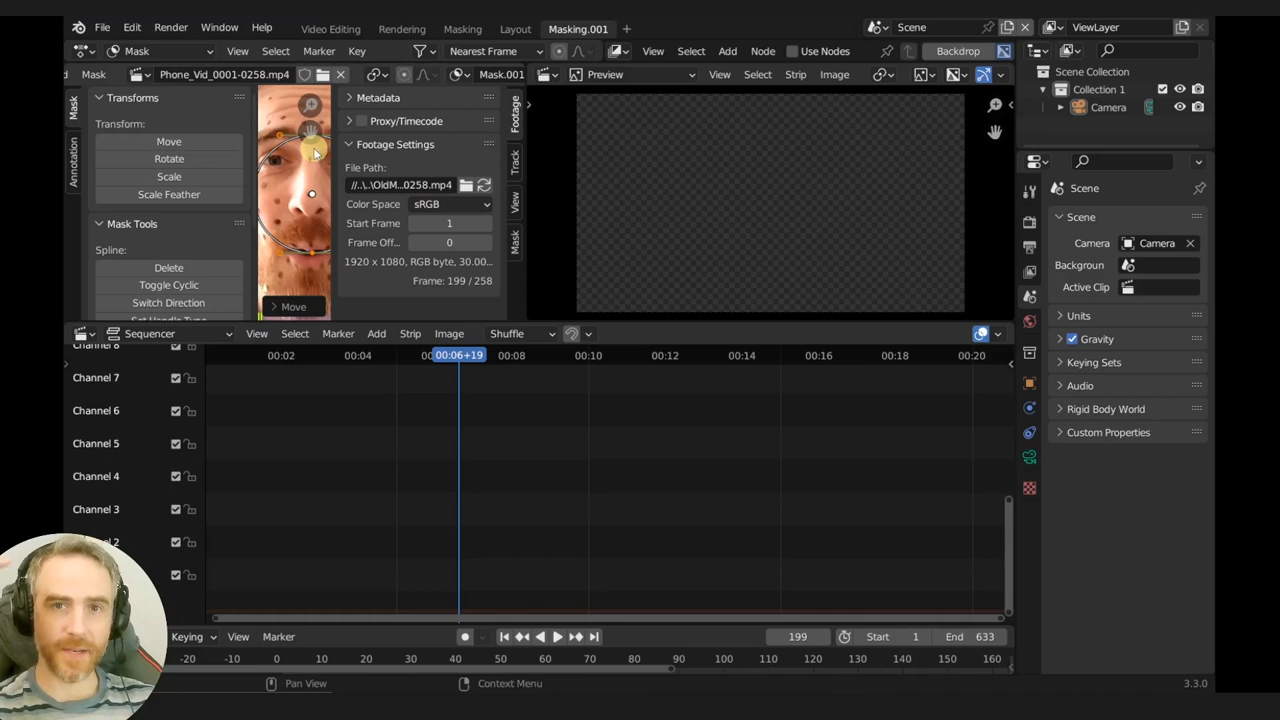 File Edit Render Window Help Video Editing Rendering Masking Layout Masking.001 + Scene ViewLayer
Mask View Select Marker Key Nearest Frame View Select Add Node Use Nodes Backdrop
Mask Phone_Vid_0001-0258.mp4 Mask.001 Preview View Select Strip Image Scene Collection
Collection 1
Camera
Mask
Annotation
Transforms
Transform:
Move
Rotate
Scale
Scale Feather
Mask Tools
Spline:
Delete
Toggle Cyclic
Switch Direction
Move
Metadata
Proxy/Timecode
Footage Settings
File Path:
//..\..\OldM...0258.mp4
Color Space sRGB
Start Frame 1
Frame Off... 0
1920 x 1080, RGB byte, 30.00...
Frame: 199 / 258
Footage
Track
View
Mask
Scene
Scene
Camera Camera
Backgroun
Active Clip
Units
Gravity
Keying Sets
Audio
Rigid Body World
Custom Properties
Sequencer View Select Marker Add Strip Image Shuffle
00:02 00:04 00:06+19 00:08 00:10 00:12 00:14 00:16 00:18 00:20
Channel 8
Channel 7
Channel 6
Channel 5
Channel 4
Channel 3
Keying View Marker 199 Start 1 End 633
-20 -10 0 10 20 30 40 50 60 70 80 90 100 110 120 130 140 150 160
Pan View Context Menu 3.3.0